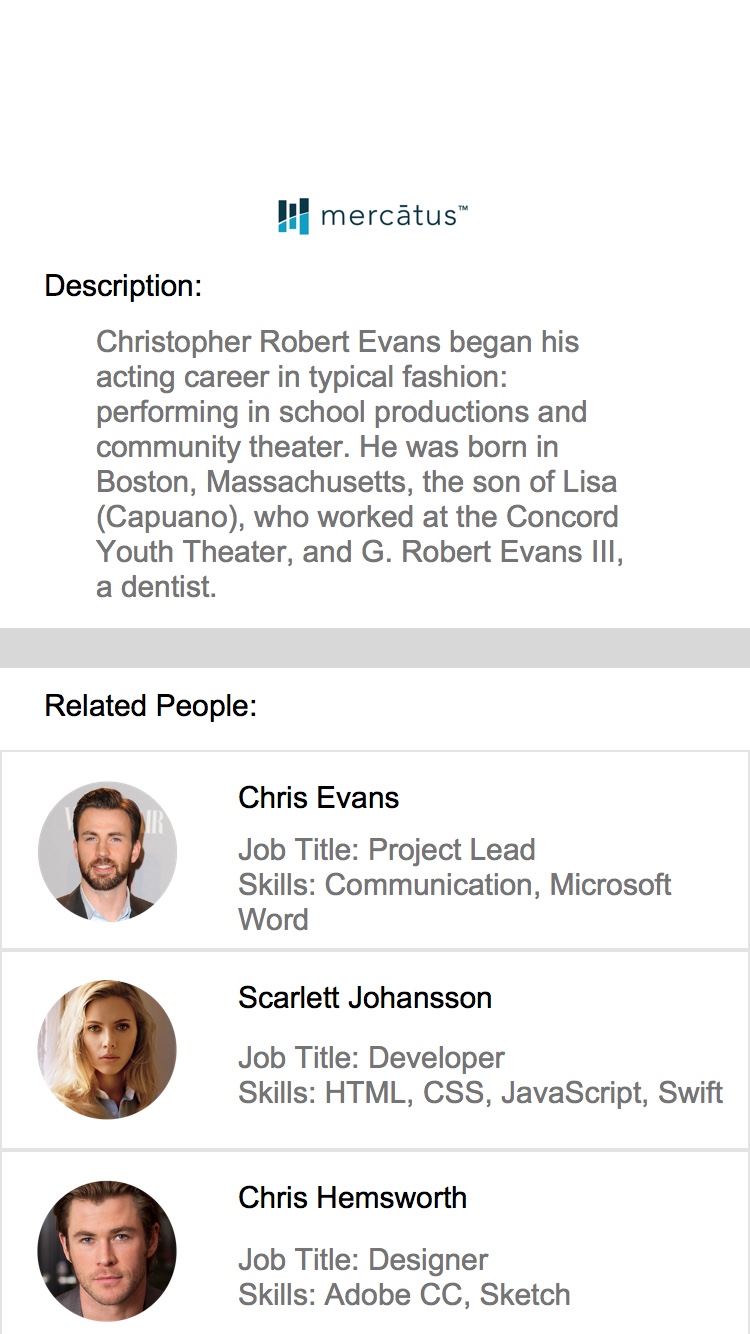 mercātus™
Description:
Christopher Robert Evans began his
acting career in typical fashion:
performing in school productions and
community theater. He was born in
Boston, Massachusetts, the son of Lisa
(Capuano), who worked at the Concord
Youth Theater, and G. Robert Evans III,
a dentist.
Related People:
Chris Evans
Job Title: Project Lead
Skills: Communication, Microsoft
Word
Scarlett Johansson
Job Title: Developer
Skills: HTML, CSS, JavaScript, Swift
Chris Hemsworth
Job Title: Designer
Skills: Adobe CC, Sketch